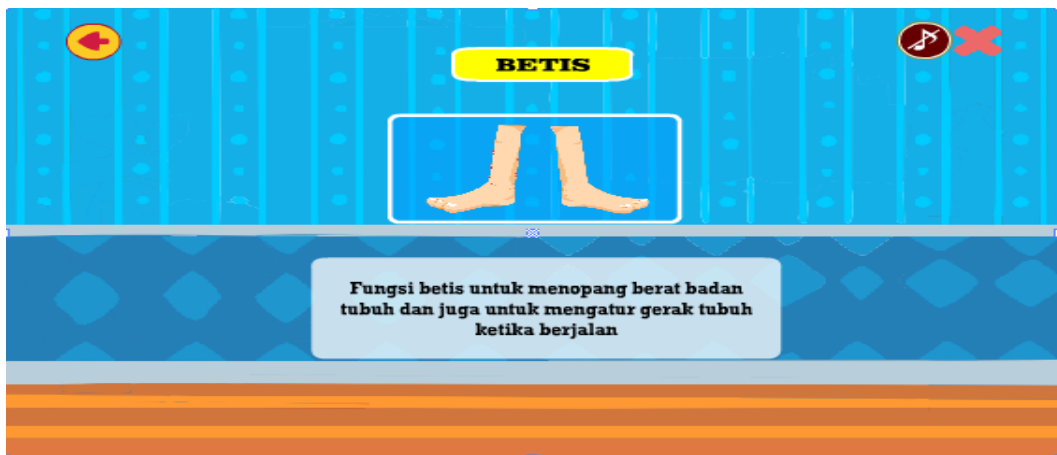 BETIS
Fungsi betis untuk menopang berat badan
tubuh dan juga untuk mengatur gerak tubuh
ketika berjalan